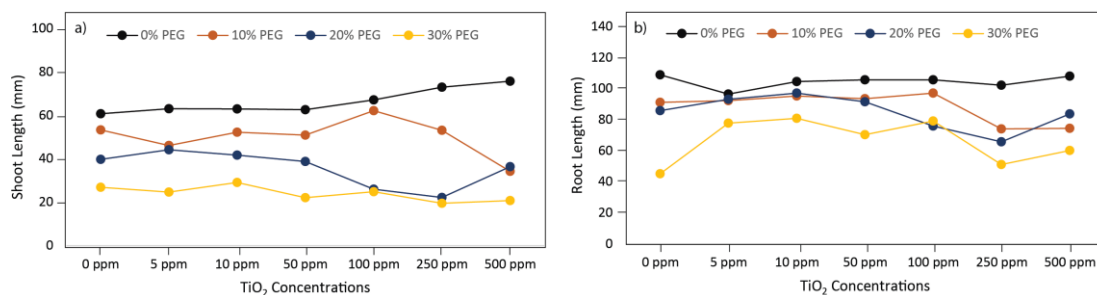 a)
0% PEG 10% PEG 20% PEG 30% PEG
Shoot Length (mm)
100
80
60
40
20
0
0 ppm 5 ppm 10 ppm 50 ppm 100 ppm 250 ppm 500 ppm
TiO₂ Concentrations
b)
0% PEG 10% PEG 20% PEG 30% PEG
Root Length (mm)
140
120
100
80
60
40
20
0
0 ppm 5 ppm 10 ppm 50 ppm 100 ppm 250 ppm 500 ppm
TiO₂ Concentrations